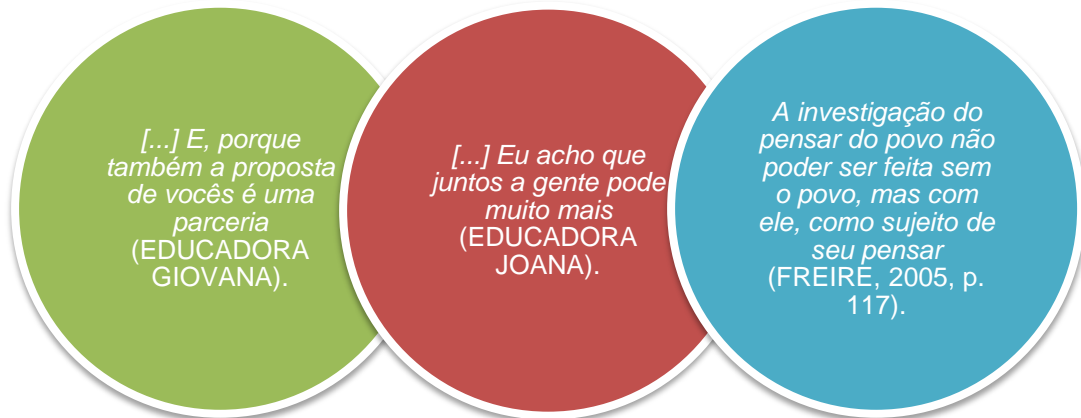 [...] E, porque
também a proposta
de vocês é uma
parceria
(EDUCADORA
GIOVANA).
[...] Eu acho que
juntos a gente pode
muito mais
(EDUCADORA
JOANA).
A investigação do
pensar do povo não
poder ser feita sem
o povo, mas com
ele, como sujeito de
seu pensar
(FREIRE, 2005, p.
117).